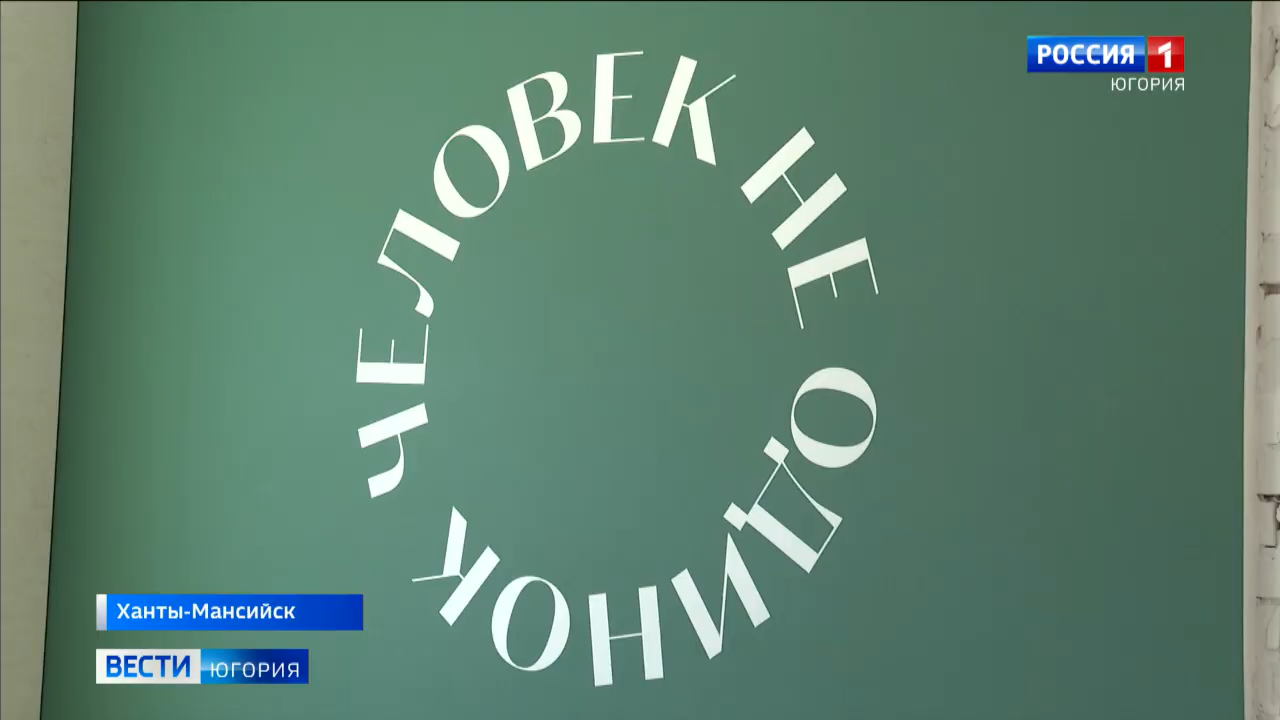 РОССИЯ 1
ЮГОРИЯ
ЧЕЛОВЕК НЕ ОДИНОК
Ханты-Мансийск
ВЕСТИ ЮГОРИЯ